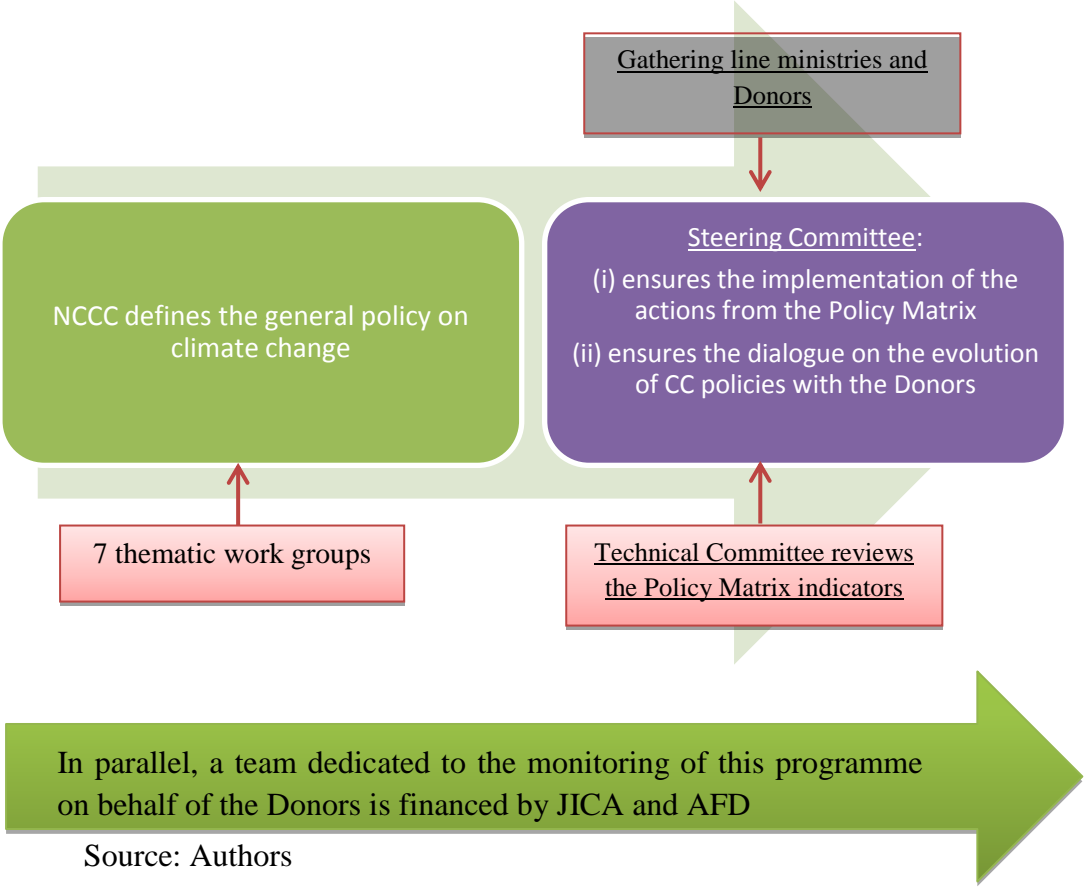 Gathering line ministries and
Donors
NCCC defines the general policy on
climate change
Steering Committee:
(i) ensures the implementation of the
actions from the Policy Matrix
(ii) ensures the dialogue on the evolution
of CC policies with the Donors
7 thematic work groups
Technical Committee reviews
the Policy Matrix indicators
In parallel, a team dedicated to the monitoring of this programme
on behalf of the Donors is financed by JICA and AFD
Source: Authors